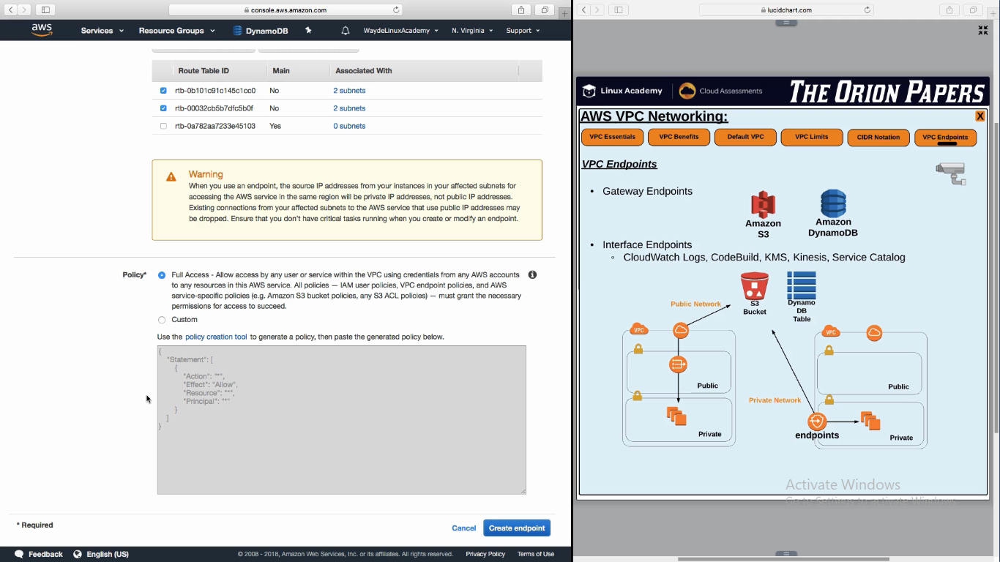 console.aws.amazon.com
aws
Services
Resource Groups
DynamoDB
WaydeLinuxAcademy
N. Virginia
Support
Route Table ID
Main
Associated With
rtb-0b101c91c145c1cc0
No
2 subnets
rtb-00032cb5b7dfc5b0f
No
2 subnets
rtb-0a782aa7233e45103
Yes
0 subnets
Warning
When you use an endpoint, the source IP addresses from your instances in your affected subnets for
accessing the AWS service in the same region will be private IP addresses, not public IP addresses.
Existing connections from your affected subnets to the AWS service that use public IP addresses may
be dropped. Ensure that you don't have critical tasks running when you create or modify an endpoint.
Policy*
Full Access - Allow access by any user or service within the VPC using credentials from any AWS accounts
to any resources in this AWS service. All policies — IAM user policies, VPC endpoint policies, and AWS
service-specific policies (e.g. Amazon S3 bucket policies, any S3 ACL policies) — must grant the necessary
permissions for access to succeed.
Custom
Use the policy creation tool to generate a policy, then paste the generated policy below.
{
"Statement": [
{
"Action": "*",
"Effect": "Allow",
"Resource": "*",
"Principal": "*"
}
]
}
* Required
Cancel
Create endpoint
Feedback
English (US)
© 2008 - 2018, Amazon Web Services, Inc. or its affiliates. All rights reserved.
Privacy Policy
Terms of Use
lucidchart.com
Linux Academy
Cloud Assessments
THE ORION PAPERS
AWS VPC Networking:
X
VPC Essentials
VPC Benefits
Default VPC
VPC Limits
CIDR Notation
VPC Endpoints
VPC Endpoints
• Gateway Endpoints
Amazon
S3
Amazon
DynamoDB
• Interface Endpoints
◦ CloudWatch Logs, CodeBuild, KMS, Kinesis, Service Catalog
Public Network
S3
Bucket
Dynamo
DB
Table
VPC
Public
Private
VPC
Public
Private Network
endpoints
Private
Activate Windows
Go to Settings to activate Windows.